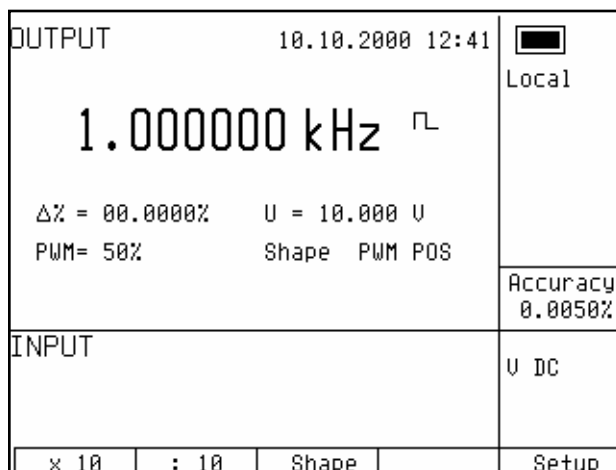 OUTPUT 10.10.2000 12:41
Local
1.000000 kHz
Δ% = 00.0000% U = 10.000 V
PWM= 50% Shape PWM POS
Accuracy
0.0050%
INPUT
V DC
x 10 : 10 Shape Setup